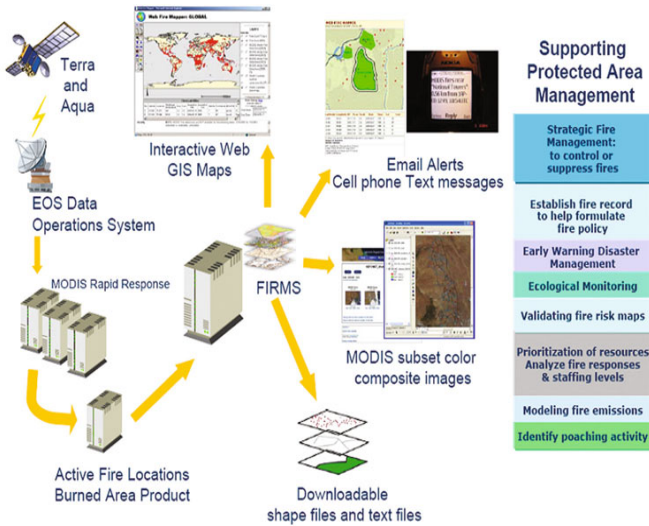 Terra
and
Aqua
EOS Data
Operations System
MODIS Rapid Response
Active Fire Locations
Burned Area Product
Web Fire Mapper: GLOBAL
Interactive Web
GIS Maps
Email Alerts
Cell phone Text messages
FIRMS
MODIS subset color
composite images
Downloadable
shape files and text files
Supporting
Protected Area
Management
Strategic Fire
Management:
to control or
suppress fires
Establish fire record
to help formulate
fire policy
Early Warning Disaster
Management
Ecological Monitoring
Validating fire risk maps
Prioritization of resources
Analyze fire responses
& staffing levels
Modeling fire emissions
Identify poaching activity